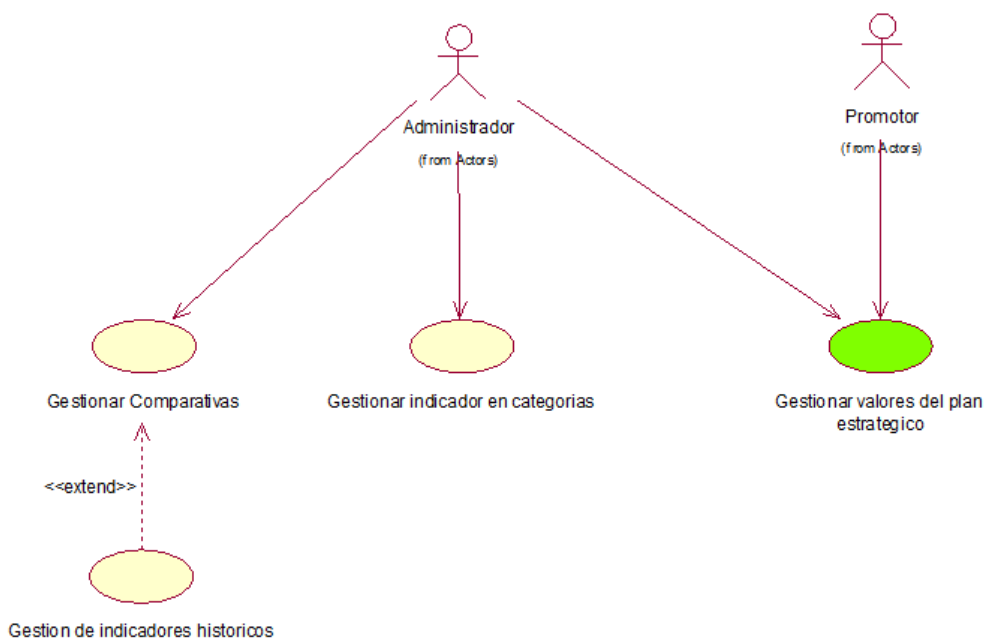 Administrador
(from Actors)
Promotor
(from Actors)
Gestionar Comparativas
Gestionar indicador en categorias
Gestionar valores del plan
estrategico
<<extend>>
Gestion de indicadores historicos